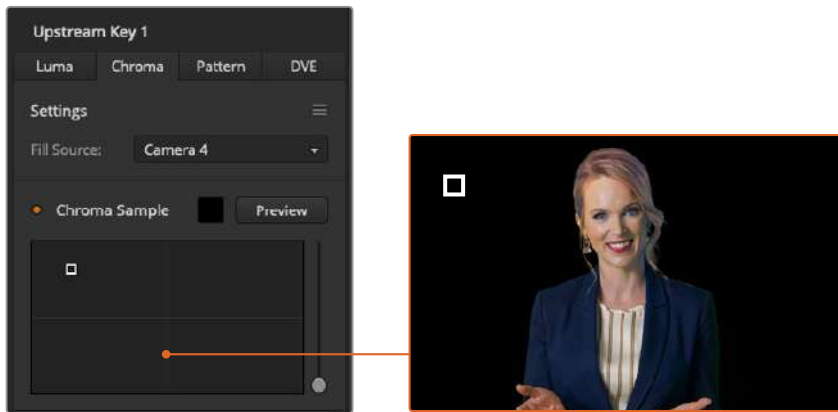 Upstream Key 1
Luma Chroma Pattern DVE
Settings
Fill Source: Camera 4
Chroma Sample Preview